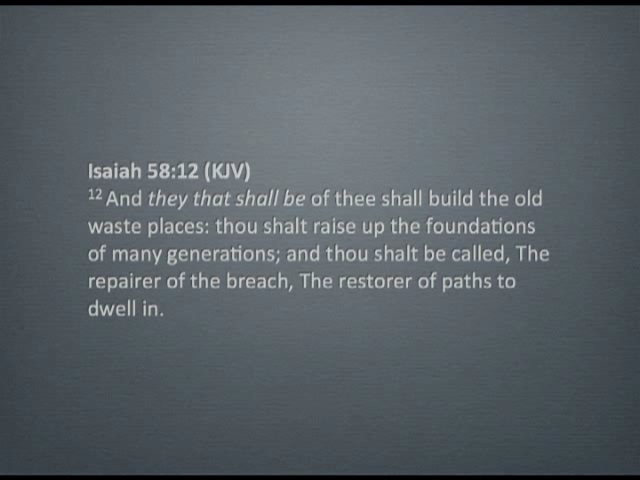 Isaiah 58:12 (KJV)
12 And they that shall be of thee shall build the old
waste places: thou shalt raise up the foundations
of many generations; and thou shalt be called, The
repairer of the breach, The restorer of paths to
dwell in.